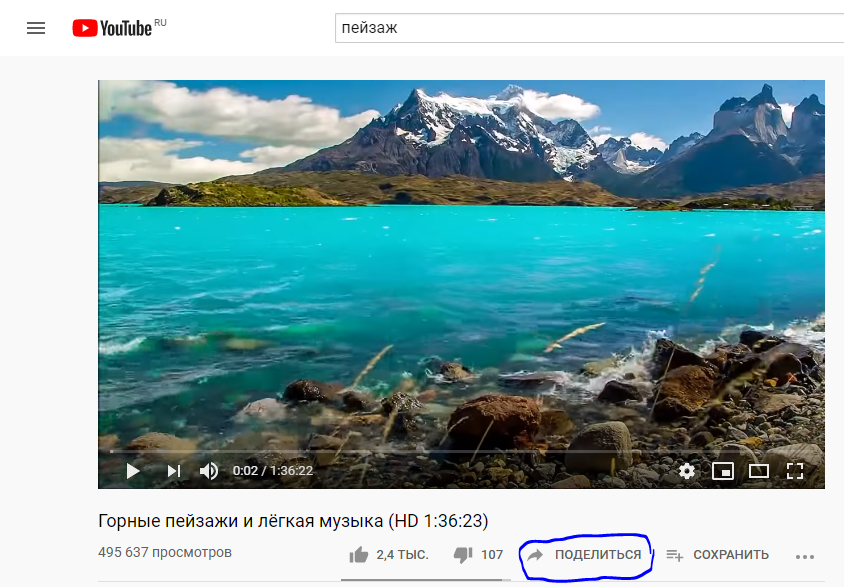 YouTube RU
пейзаж
0:02 / 1:36:22
Горные пейзажи и лёгкая музыка (HD 1:36:23)
495 637 просмотров
2,4 ТЫС. 107 ПОДЕЛИТЬСЯ СОХРАНИТЬ